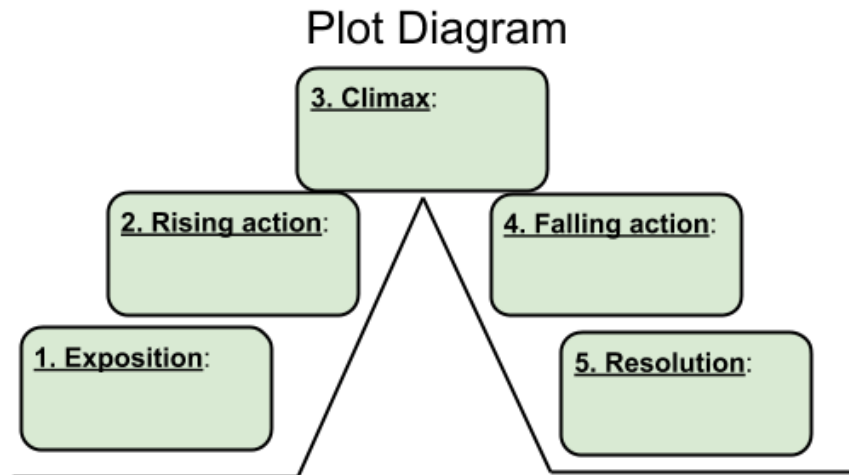 Plot Diagram
3. Climax:
2. Rising action:
4. Falling action:
1. Exposition:
5. Resolution: